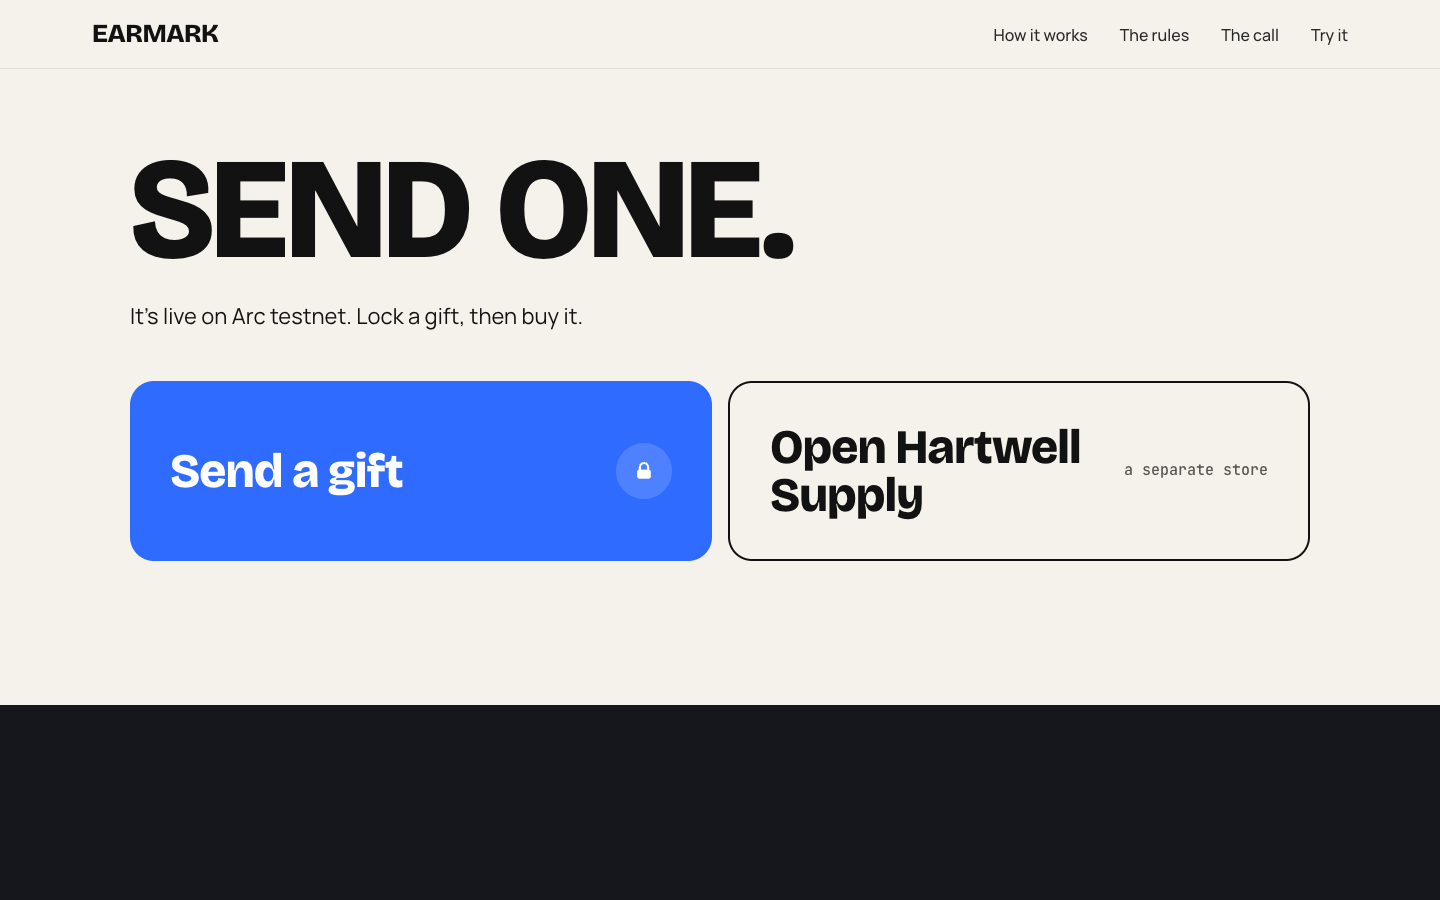 EARMARK
How it works
The rules
The call
Try it
SEND ONE.
It's live on Arc testnet. Lock a gift, then buy it.
Send a gift
Open Hartwell
Supply
a separate store